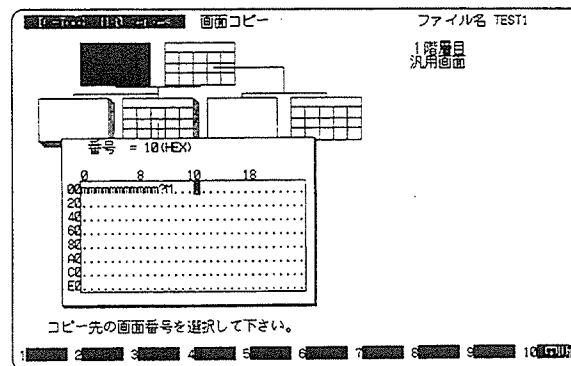 画面コピー
ファイル名 TEST1
1階層目
汎用画面
番号 = 10(HEX)
0 8 10 18
00mmmmmmmmmm?M...
20
40
60
80
A0
C0
E0
コピー先の画面番号を選択して下さい。
1 2 3 4 5 6 7 8 9 10